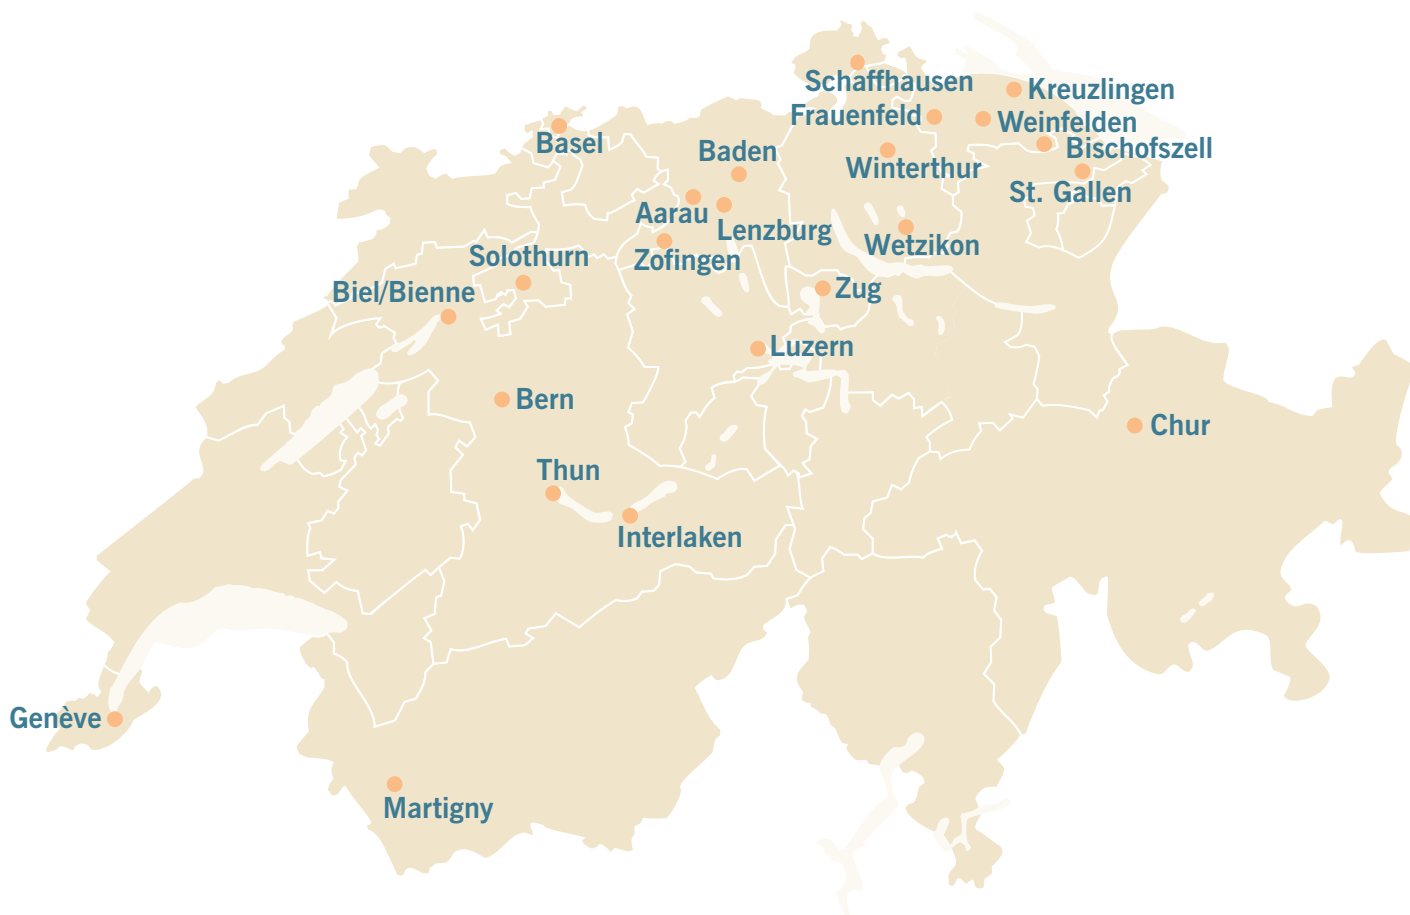 Schaffhausen
Kreuzlingen
Frauenfeld
Weinfelden
Basel
Baden
Bischofszell
Winterthur
St. Gallen
Aarau
Lenzburg
Wetzikon
Solothurn
Zofingen
Biel/Bienne
Zug
Luzern
Bern
Chur
Thun
Interlaken
Genève
Martigny